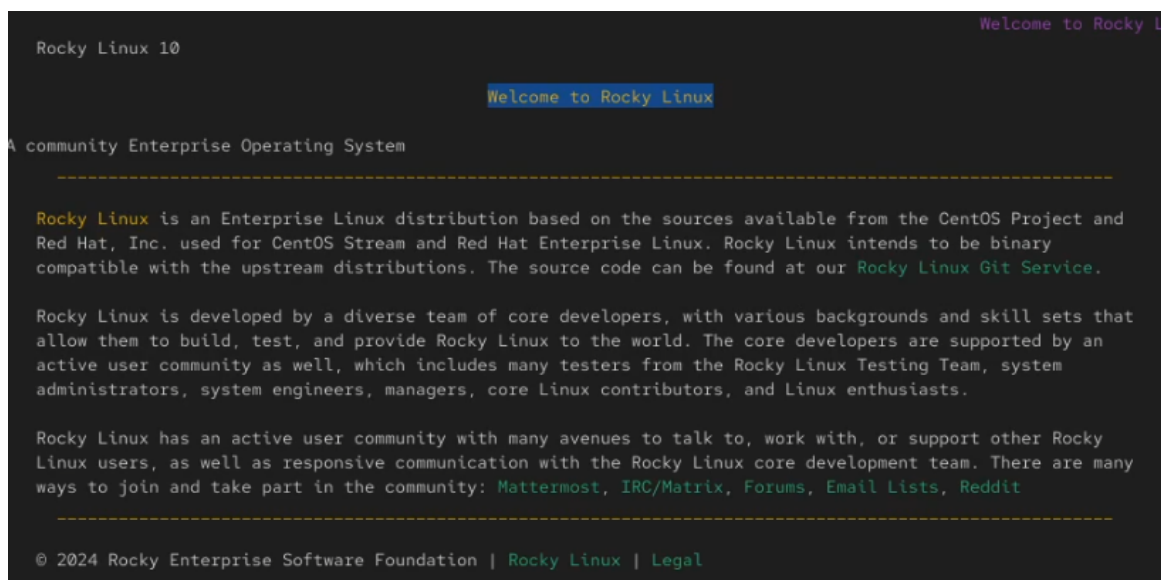 Welcome to Rocky L
Rocky Linux 10
Welcome to Rocky Linux
A community Enterprise Operating System
Rocky Linux is an Enterprise Linux distribution based on the sources available from the CentOS Project and
Red Hat, Inc. used for CentOS Stream and Red Hat Enterprise Linux. Rocky Linux intends to be binary
compatible with the upstream distributions. The source code can be found at our Rocky Linux Git Service.
Rocky Linux is developed by a diverse team of core developers, with various backgrounds and skill sets that
allow them to build, test, and provide Rocky Linux to the world. The core developers are supported by an
active user community as well, which includes many testers from the Rocky Linux Testing Team, system
administrators, system engineers, managers, core Linux contributors, and Linux enthusiasts.
Rocky Linux has an active user community with many avenues to talk to, work with, or support other Rocky
Linux users, as well as responsive communication with the Rocky Linux core development team. There are many
ways to join and take part in the community: Mattermost, IRC/Matrix, Forums, Email Lists, Reddit
© 2024 Rocky Enterprise Software Foundation | Rocky Linux | Legal